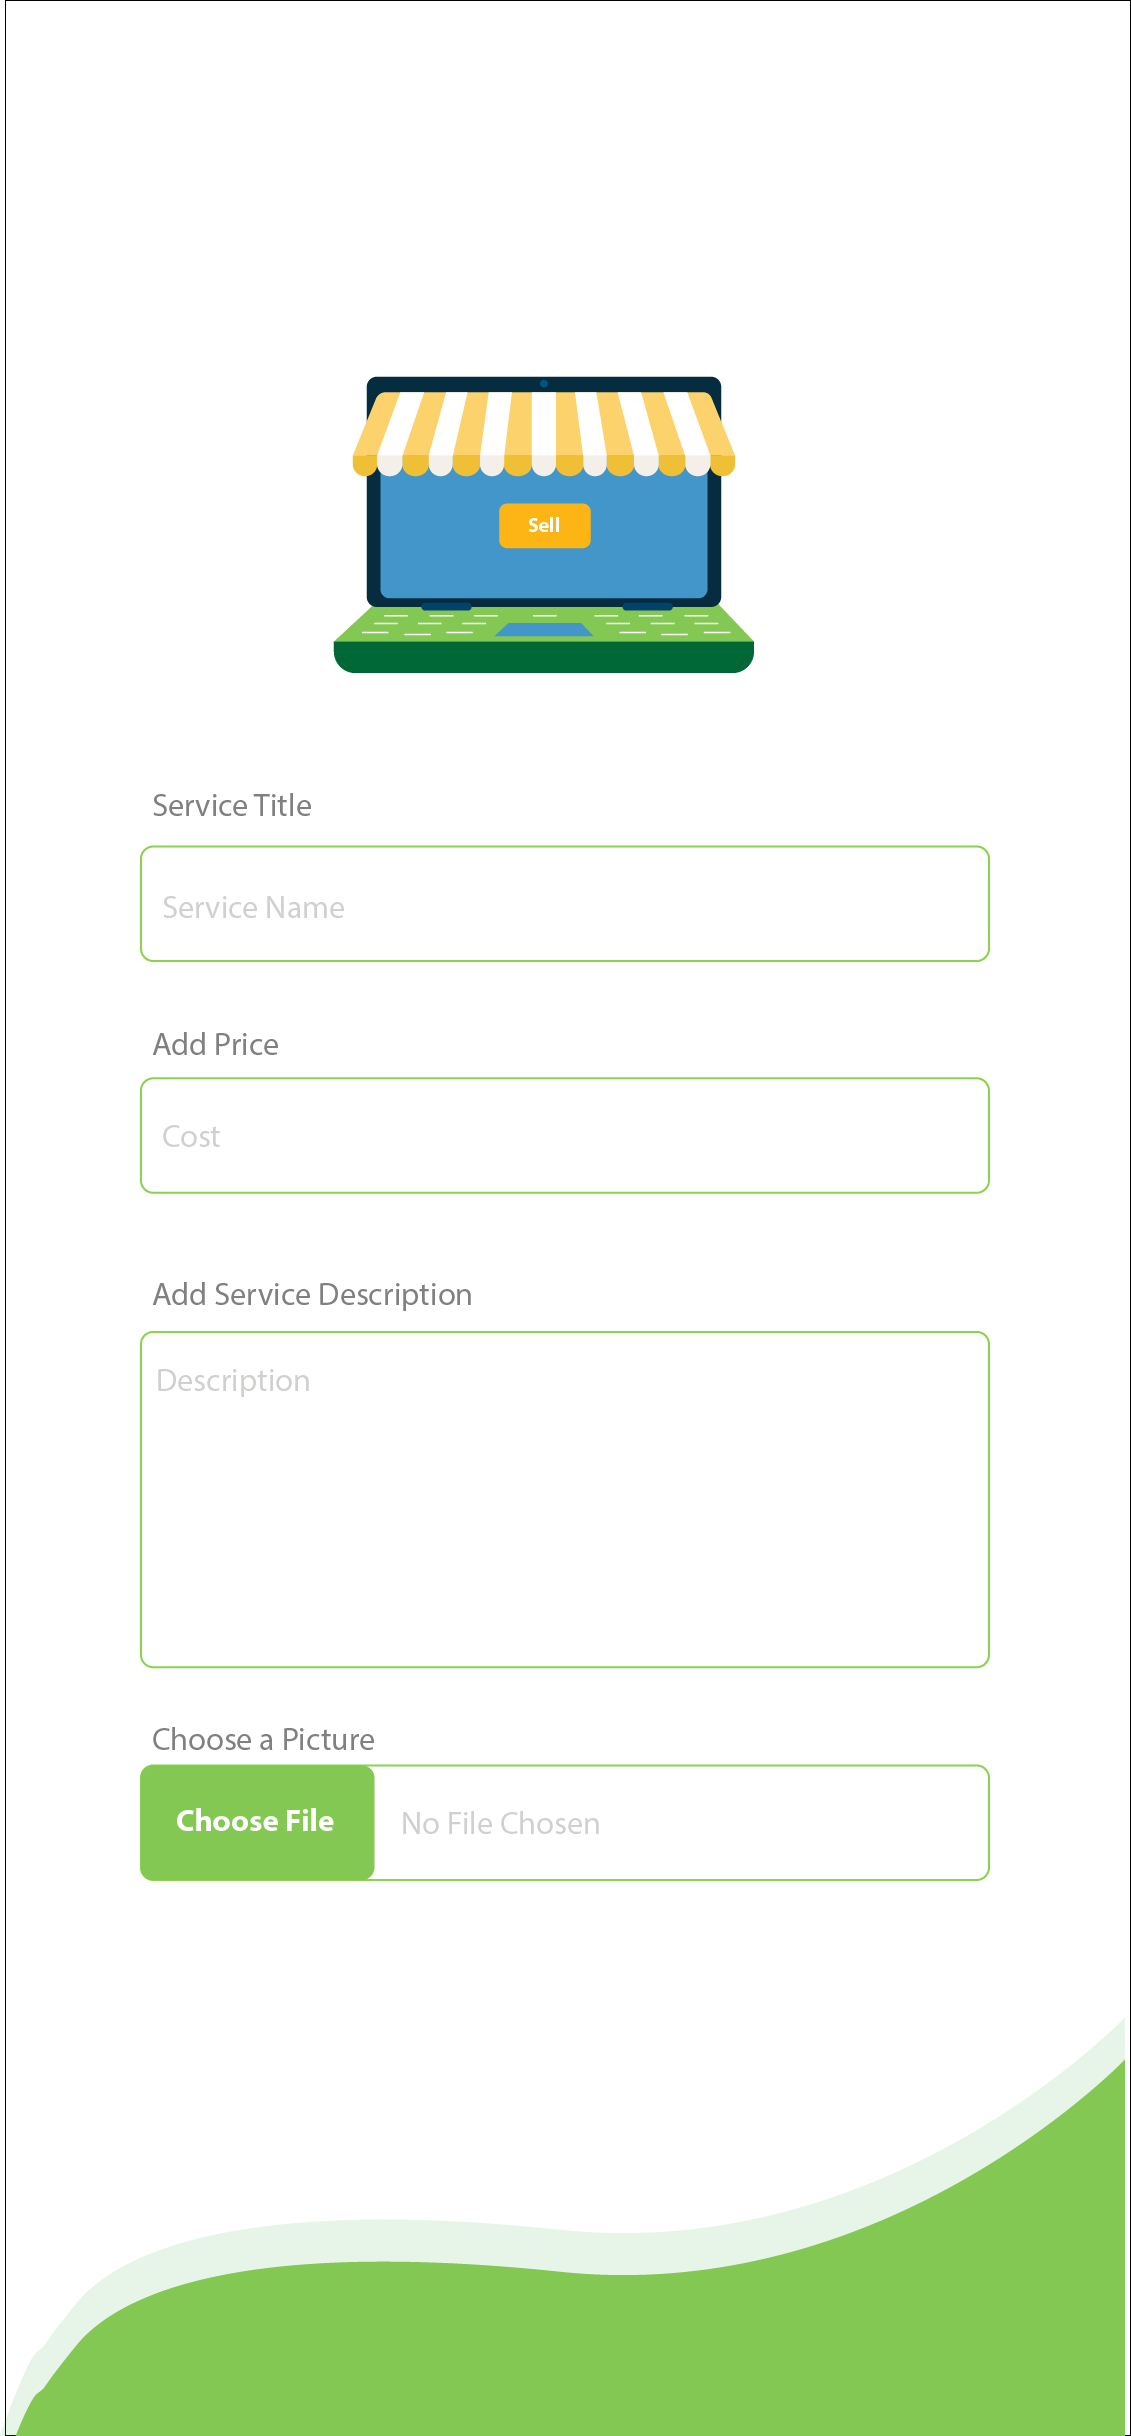 Sell
Service Title
Service Name
Add Price
Cost
Add Service Description
Description
Choose a Picture
Choose File
No File Chosen